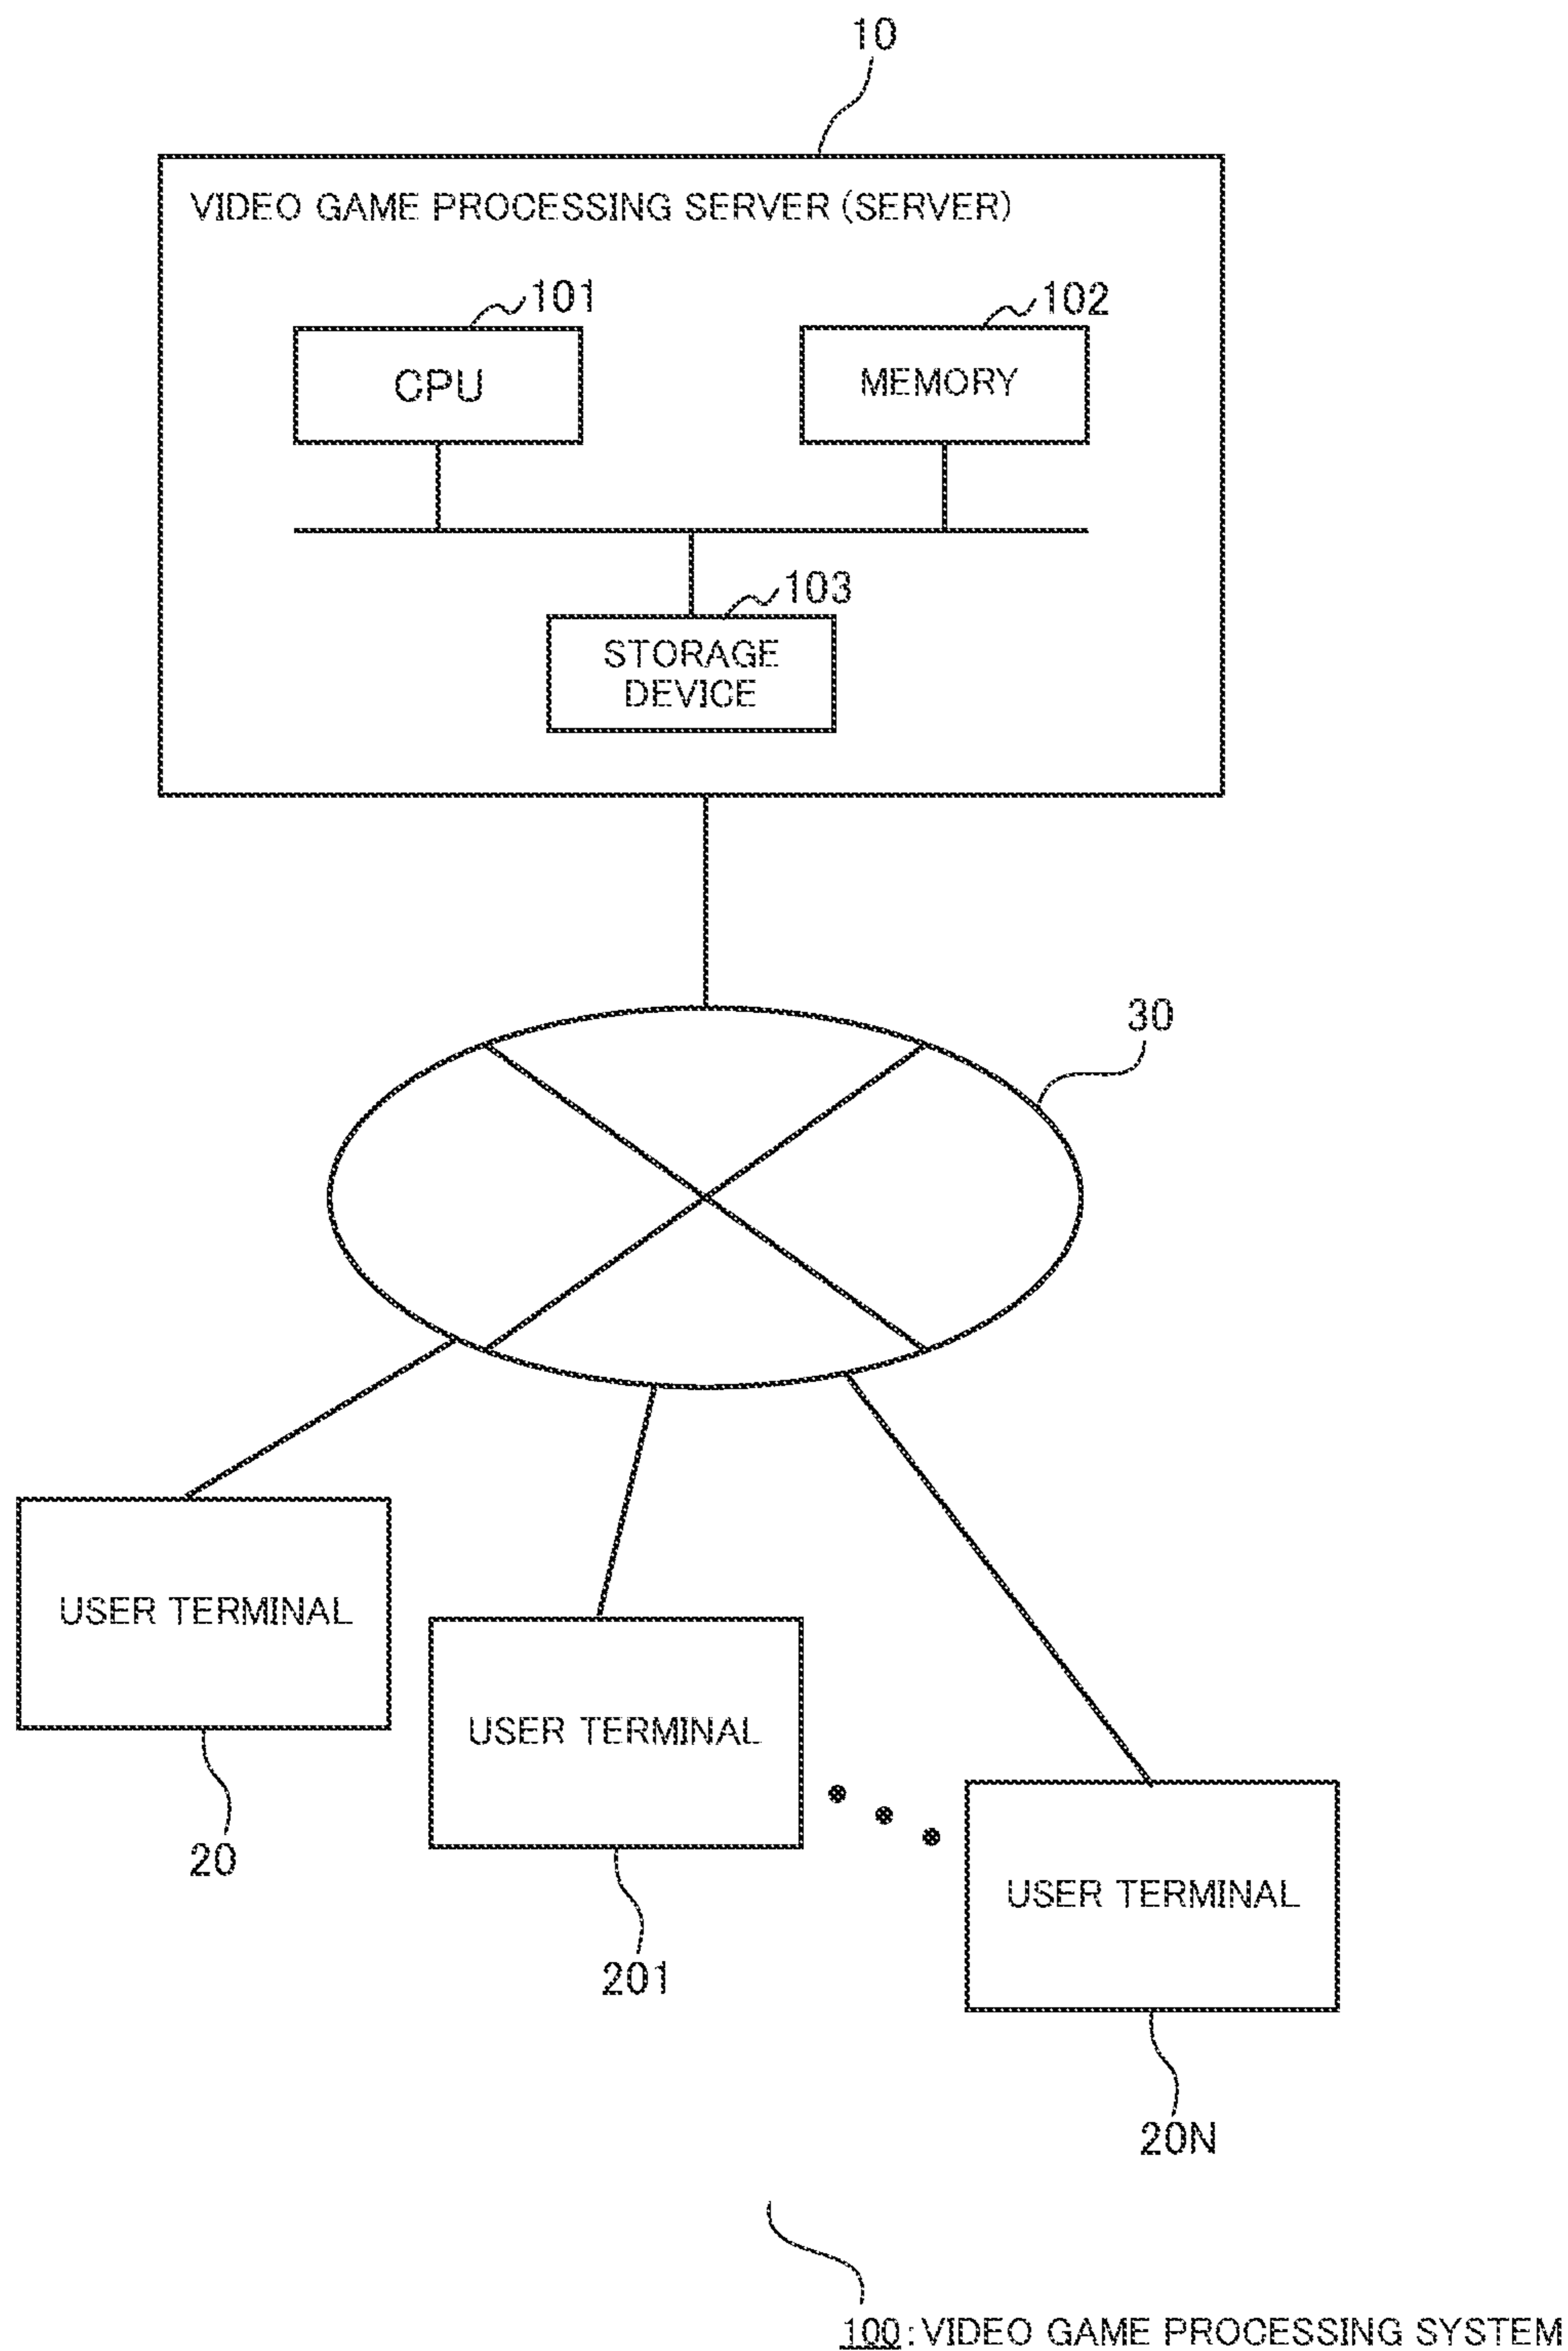 10
VIDEO GAME PROCESSING SERVER (SERVER)
101
102
CPU
MEMORY
103
STORAGE
DEVICE
30
USER TERMINAL
USER TERMINAL
20
USER TERMINAL
201
20N
100: VIDEO GAME PROCESSING SYSTEM